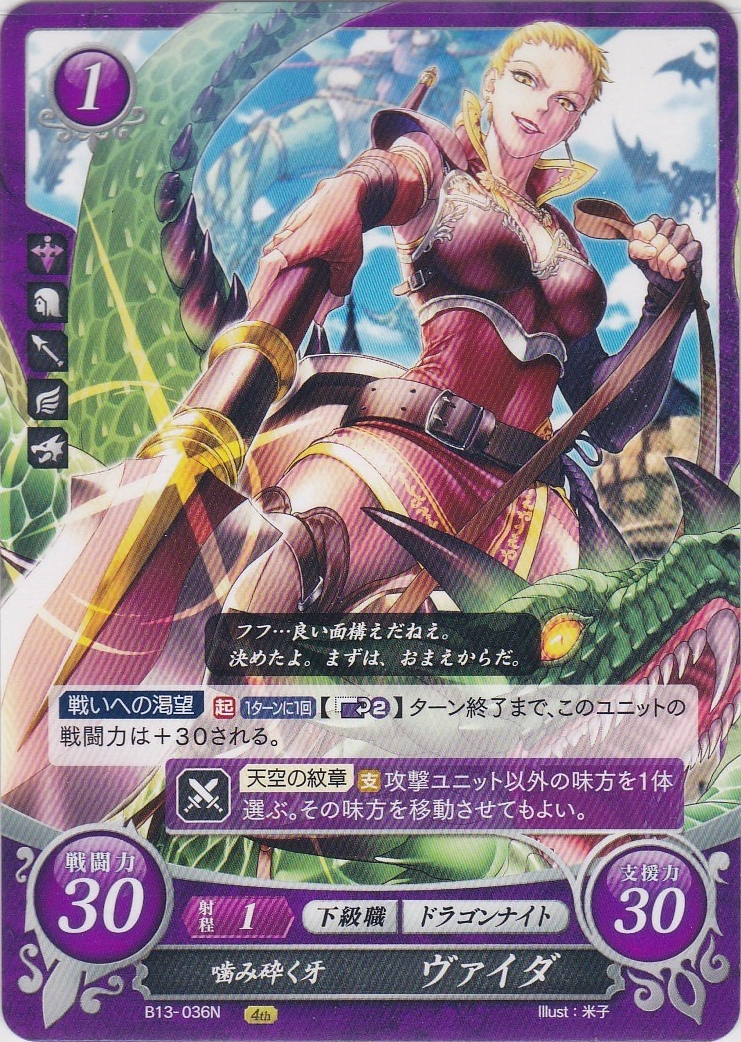 1
フフ…良い面構えだねえ。
決めたよ。まずは、おまえからだ。
戦いへの渇望 起 1ターンに1回【2】ターン終了まで、このユニットの
戦闘力は+30される。
天空の紋章 支 攻撃ユニット以外の味方を1体
選ぶ。その味方を移動させてもよい。
戦闘力
30
射程 1 下級職 ドラゴンナイト
支援力
30
噛み砕く牙 ヴァイダ
B13-036N 4th Illust:米子